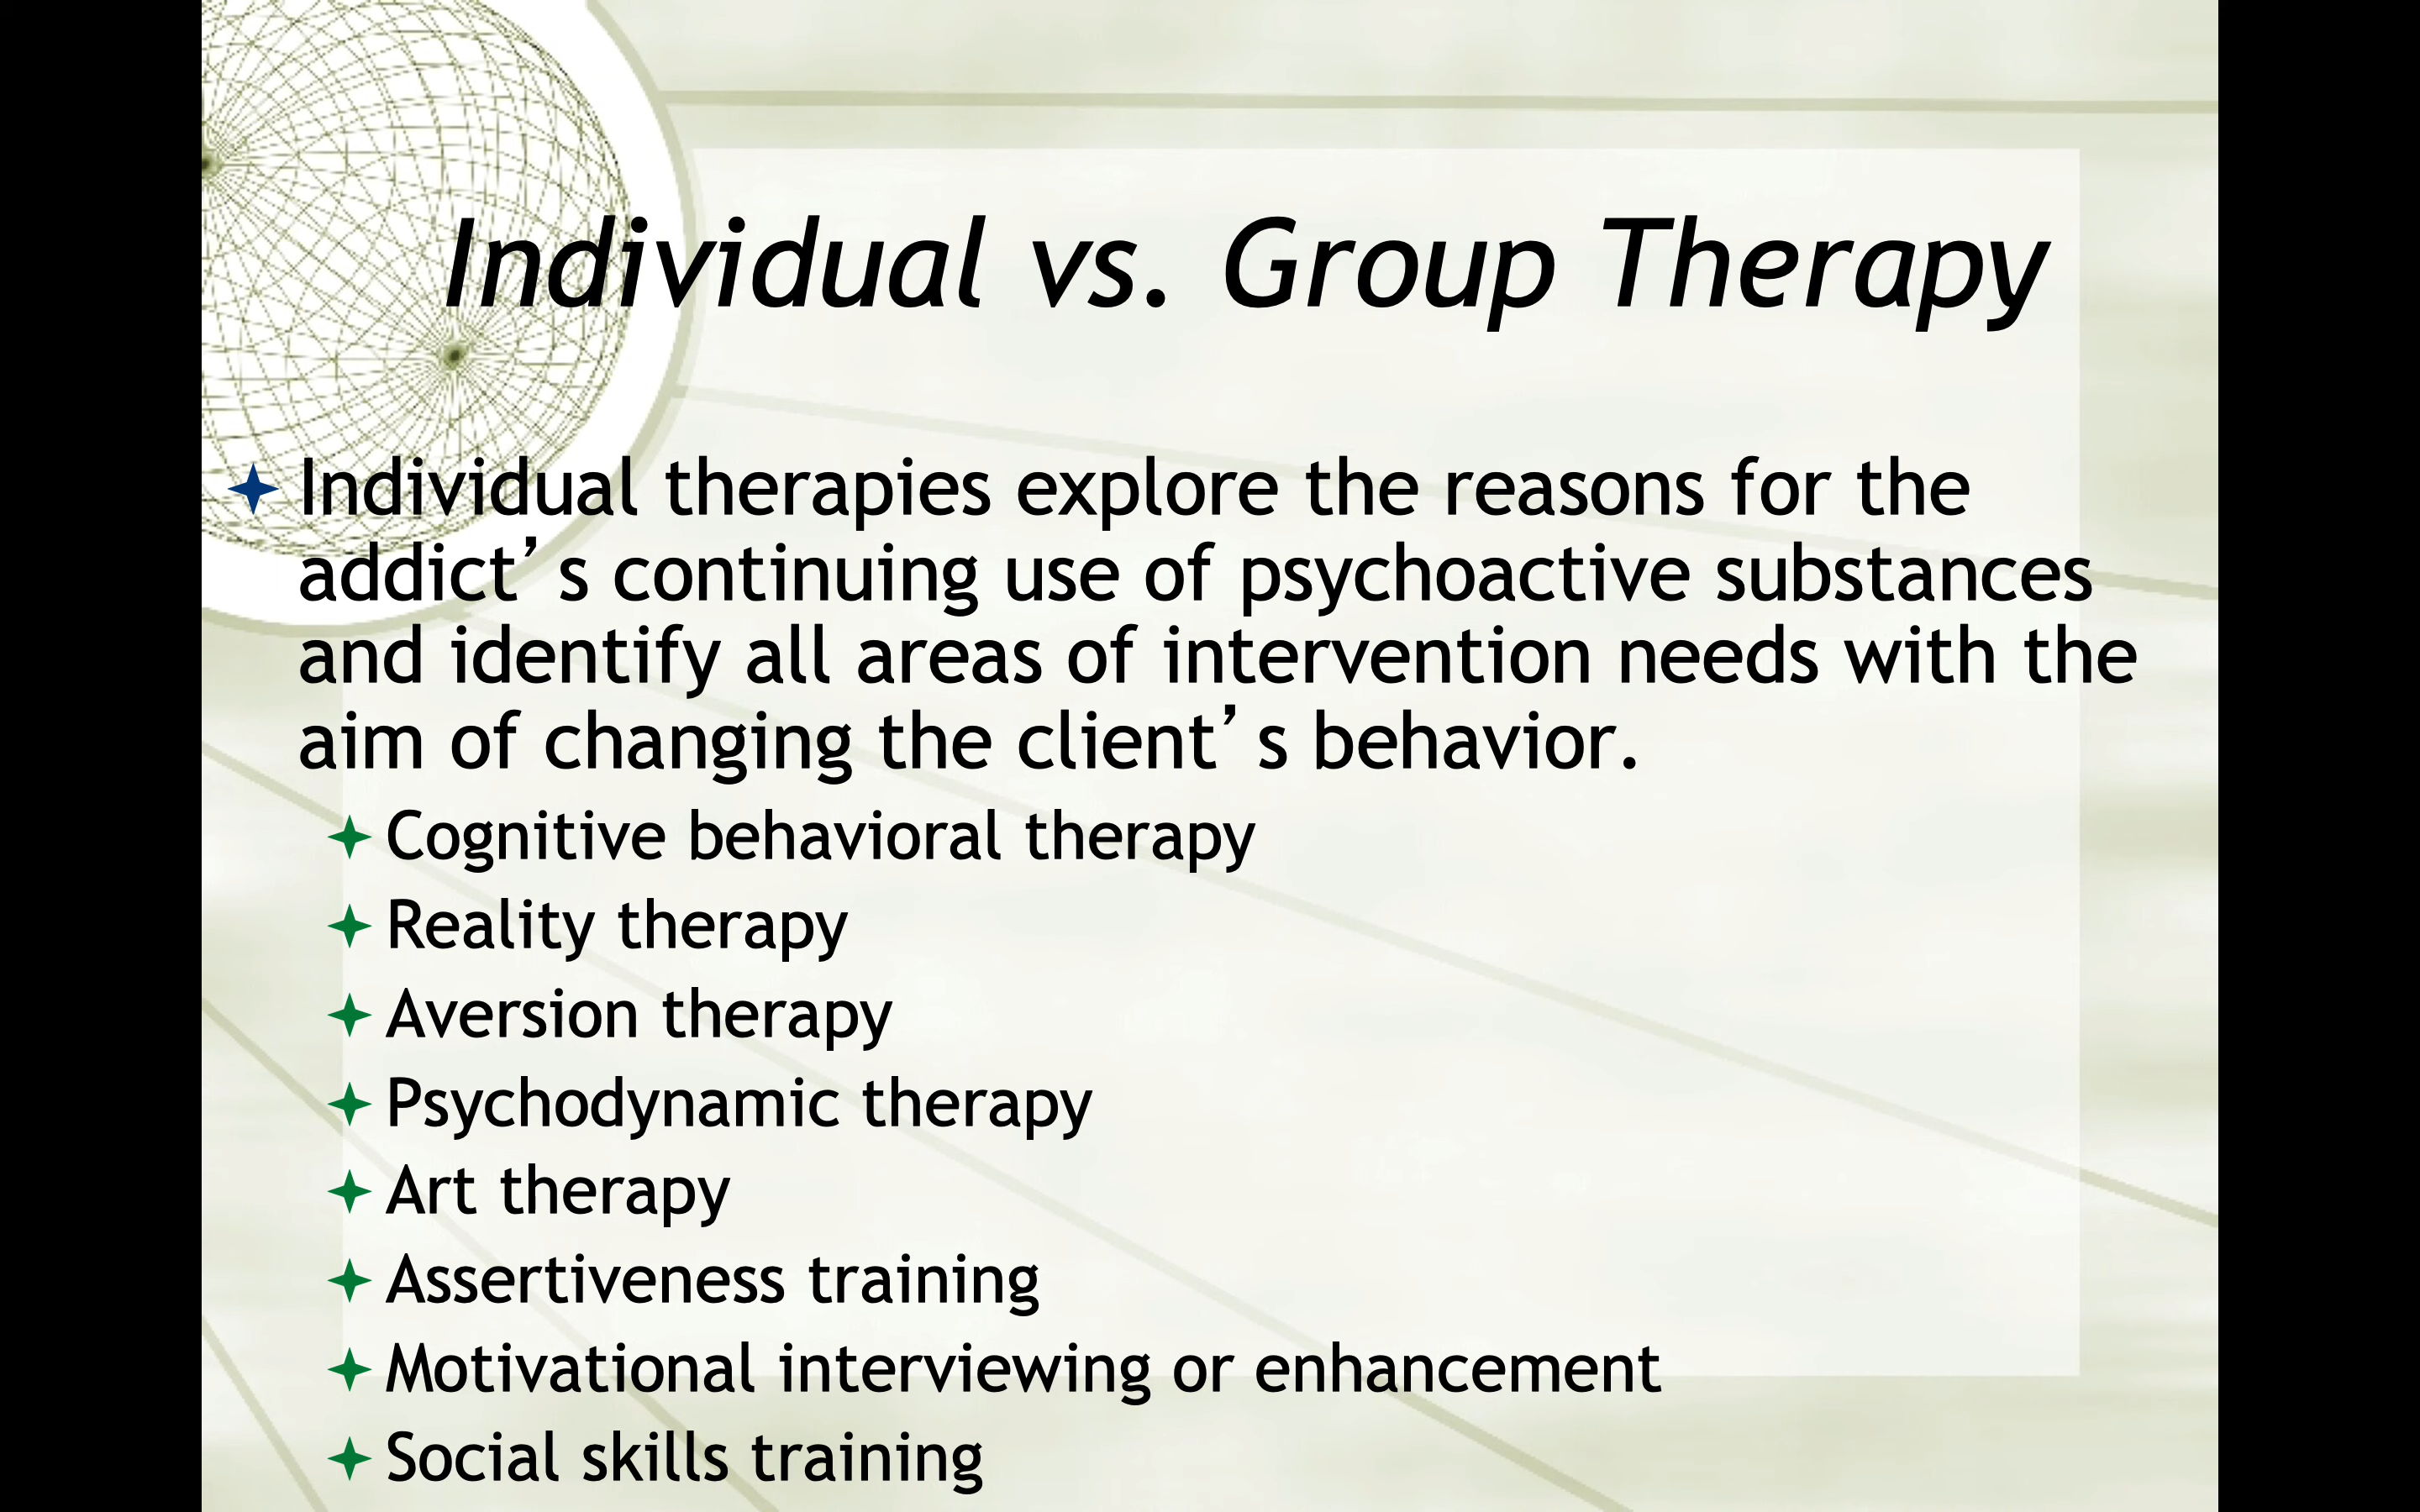 Individual vs. Group Therapy
Individual therapies explore the reasons for the
addict’s continuing use of psychoactive substances
and identify all areas of intervention needs with the
aim of changing the client’s behavior.
Cognitive behavioral therapy
Reality therapy
Aversion therapy
Psychodynamic therapy
Art therapy
Assertiveness training
Motivational interviewing or enhancement
Social skills training